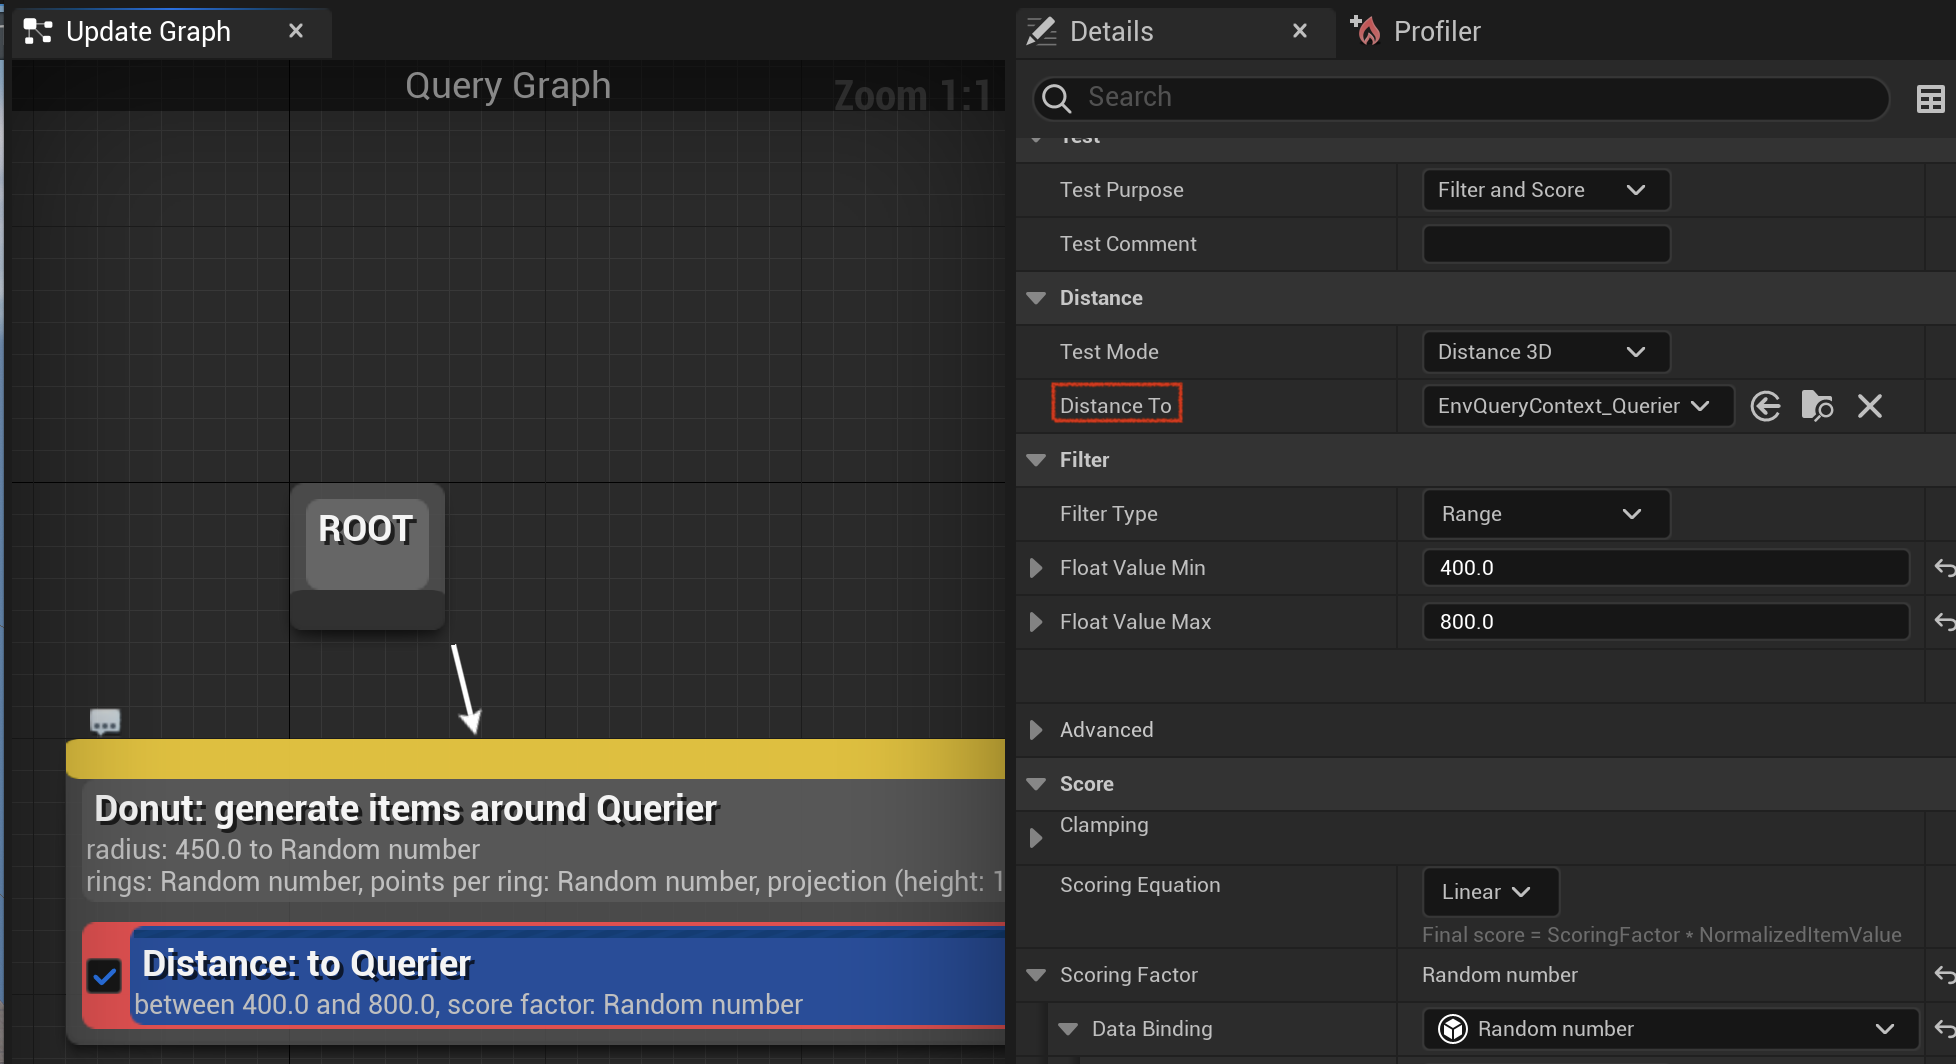 Update Graph
Query Graph
Zoom 1:1
ROOT
Donut: generate items around Querier
radius: 450.0 to Random number
rings: Random number, points per ring: Random number, projection (height: 1
Distance: to Querier
between 400.0 and 800.0, score factor: Random number
Details
Profiler
Search
Test
Test Purpose
Filter and Score
Test Comment
Distance
Test Mode
Distance 3D
Distance To
EnvQueryContext_Querier
Filter
Filter Type
Range
Float Value Min
400.0
Float Value Max
800.0
Advanced
Score
Clamping
Scoring Equation
Linear
Final score = ScoringFactor * NormalizedItemValue
Scoring Factor
Random number
Data Binding
Random number